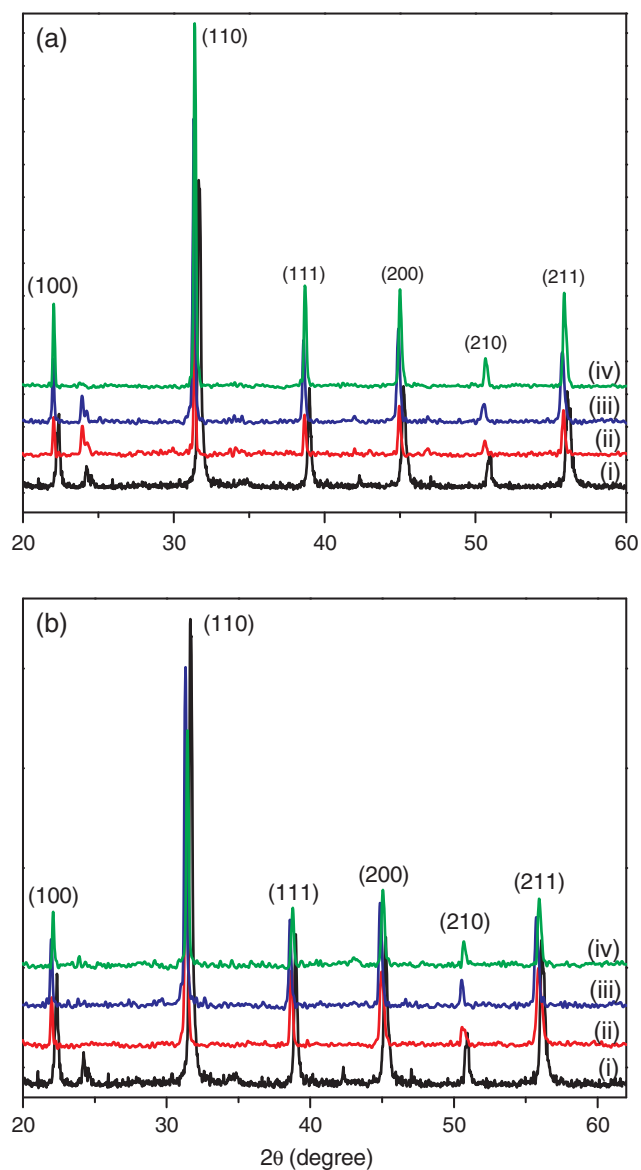 (a)
(110)
(100)
(111)
(200)
(210)
(211)
(iv)
(iii)
(ii)
(i)
20 30 40 50 60
(b)
(110)
(100)
(111)
(200)
(210)
(211)
(iv)
(iii)
(ii)
(i)
20 30 40 50 60
2θ (degree)